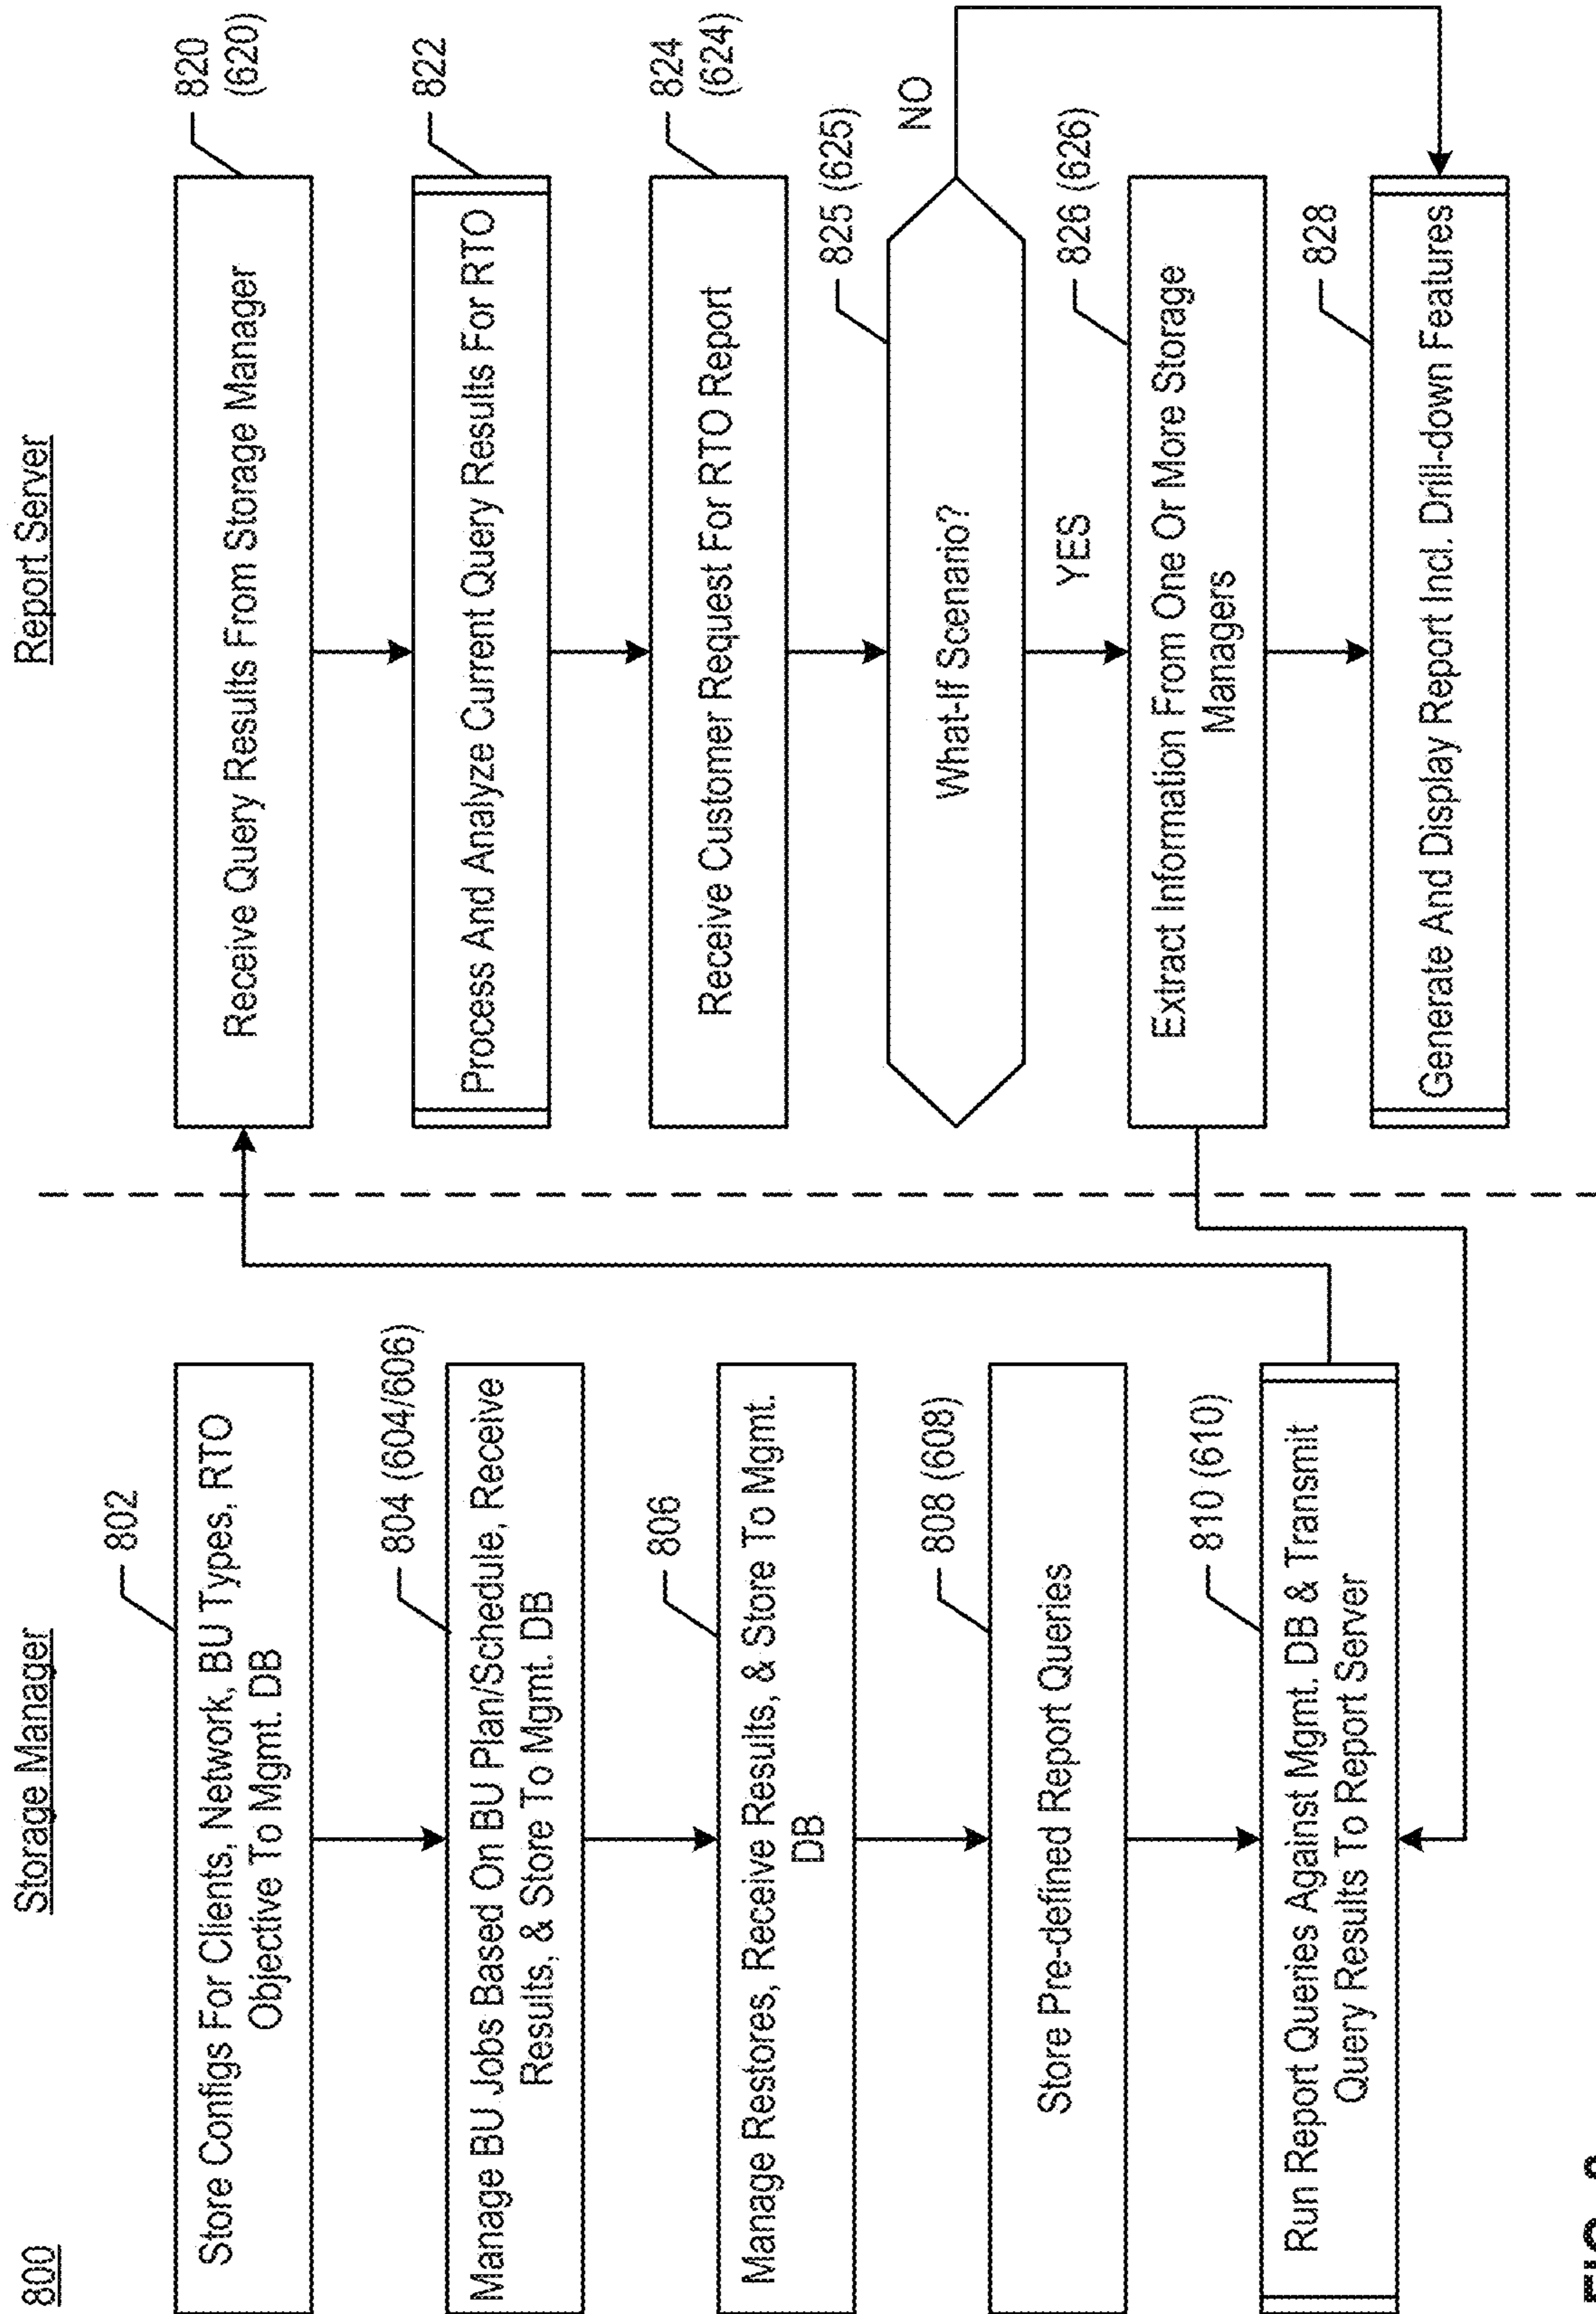 800
Storage Manager
802
Store Configs For Clients, Network, BU Types, RTO
Objective To Mgmt. DB
804 (604/606)
Manage BU Jobs Based On BU Plan/Schedule, Receive
Results, & Store To Mgmt. DB
806
Manage Restores, Receive Results, & Store To Mgmt.
DB
808 (608)
Store Pre-defined Report Queries
810 (610)
Run Report Queries Against Mgmt. DB & Transmit
Query Results To Report Server
Report Server
820
(620)
Receive Query Results From Storage Manager
822
Process And Analyze Current Query Results For RTO
824
(624)
Receive Customer Request For RTO Report
825 (625)
What-If Scenario?
NO
YES
826 (626)
Extract Information From One Or More Storage
Managers
828
Generate And Display Report Incl. Drill-down Features